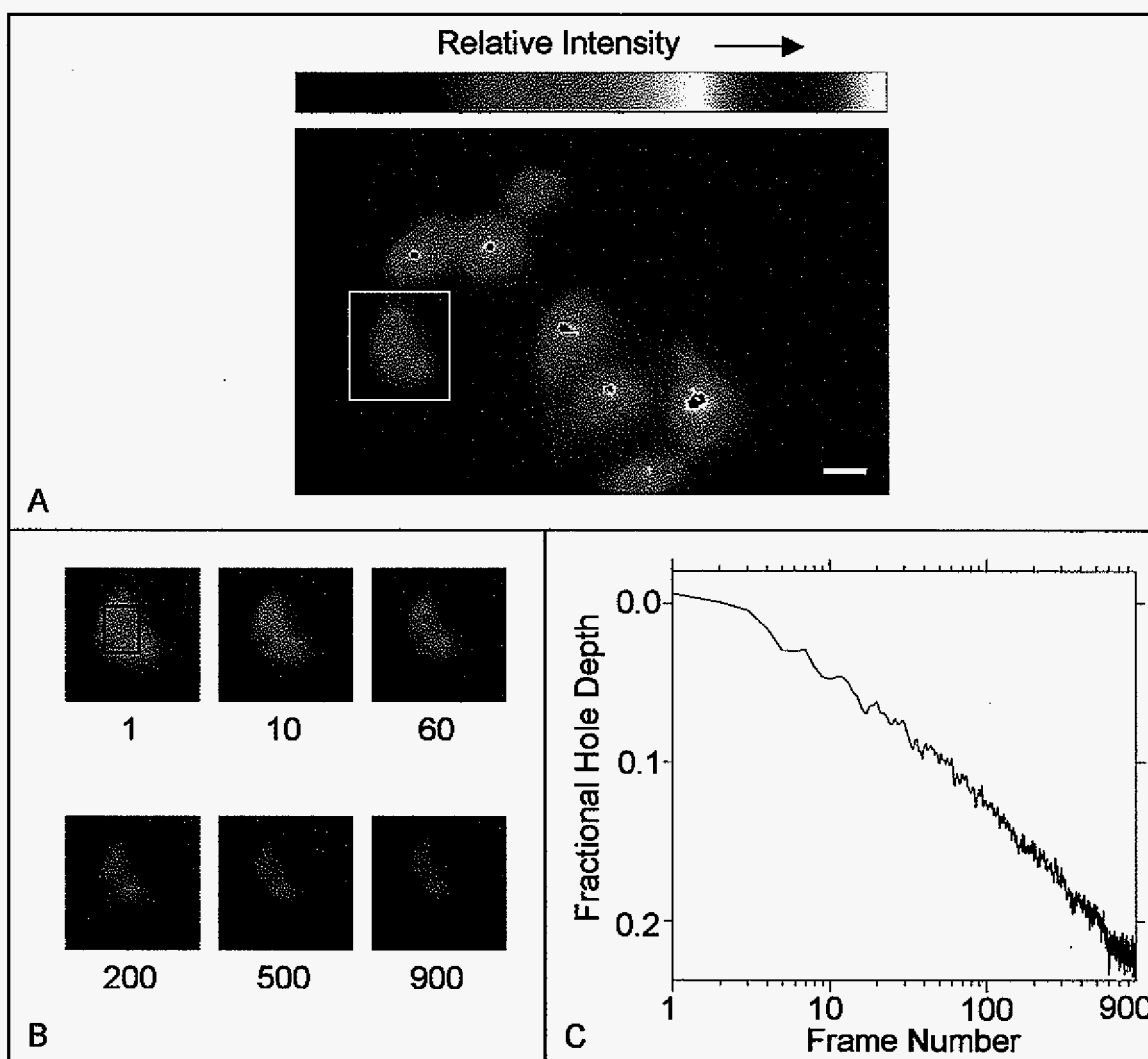 Relative Intensity
A
1 10 60
200 500 900
B
Fractional Hole Depth
0.0
0.1
0.2
1 10 100 900
Frame Number
C